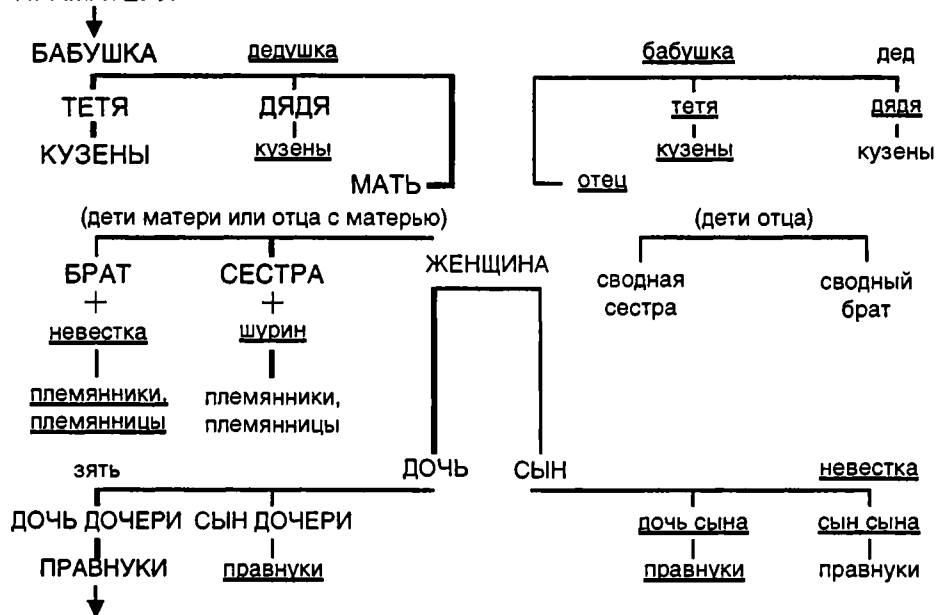 БАБУШКА дедушка бабушка дед
ТЕТЯ ДЯДЯ тетя дядя
КУЗЕНЫ кузены кузены кузены
МАТЬ отец
(дети матери или отца с матерью) (дети отца)
ЖЕНЩИНА
БРАТ СЕСТРА сводная сводный
+ + сестра брат
невестка шурин
племянники, племянники,
племянницы племянницы
зять ДОЧЬ СЫН невестка
ДОЧЬ ДОЧЕРИ СЫН ДОЧЕРИ дочь сына сын сына
ПРАВНУКИ правнуки правнуки правнуки